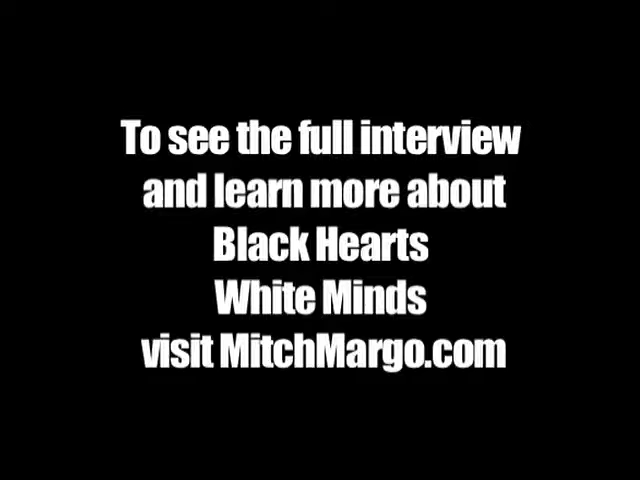 To see the full interview
and learn more about
Black Hearts
White Minds
visit MitchMargo.com